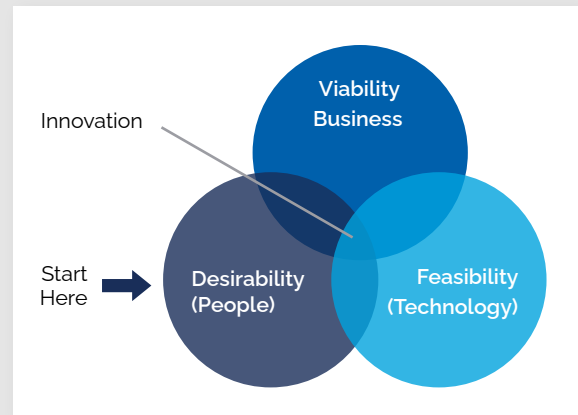 Viability
Business
Innovation
Start
Here
Desirability
(People)
Feasibility
(Technology)